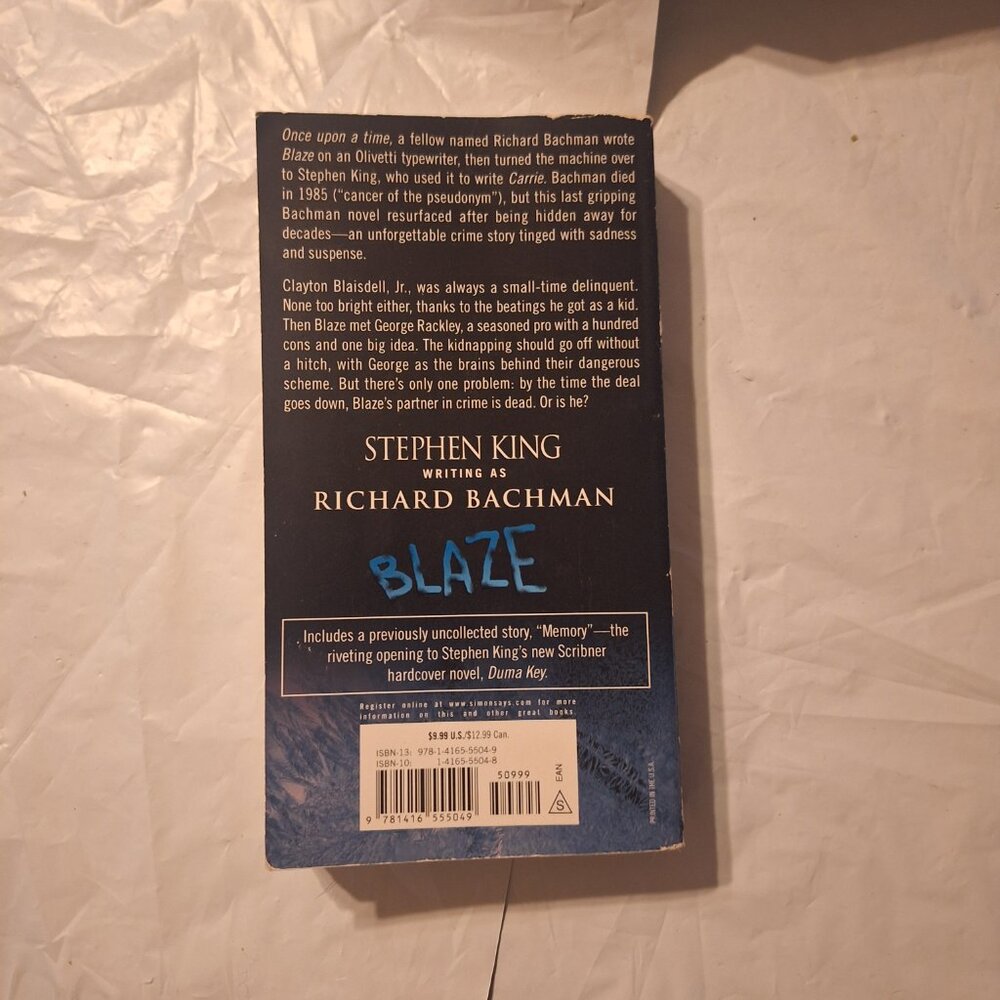 Once upon a time, a fellow named Richard Bachman wrote
Blaze on an Olivetti typewriter, then turned the machine over
to Stephen King, who used it to write Carrie. Bachman died
in 1985 (“cancer of the pseudonym”), but this last gripping
Bachman novel resurfaced after being hidden away for
decades—an unforgettable crime story tinged with sadness
and suspense.
Clayton Blaisdell, Jr., was always a small-time delinquent.
None too bright either, thanks to the beatings he got as a kid.
Then Blaze met George Rackley, a seasoned pro with a hundred
cons and one big idea. The kidnapping should go off without
a hitch, with George as the brains behind their dangerous
scheme. But there’s only one problem: by the time the deal
goes down, Blaze’s partner in crime is dead. Or is he?
STEPHEN KING
WRITING AS
RICHARD BACHMAN
BLAZE
Includes a previously uncollected story, “Memory”—the
riveting opening to Stephen King’s new Scribner
hardcover novel, Duma Key.
Register online at www.simonsays.com for more
information on this and other great books.
$9.99 U.S./$12.99 Can.
ISBN-13: 978-1-4165-5504-9
ISBN-10: 1-4165-5504-8
50999
9 781416 555049
EAN
S
PRINTED IN THE U.S.A.